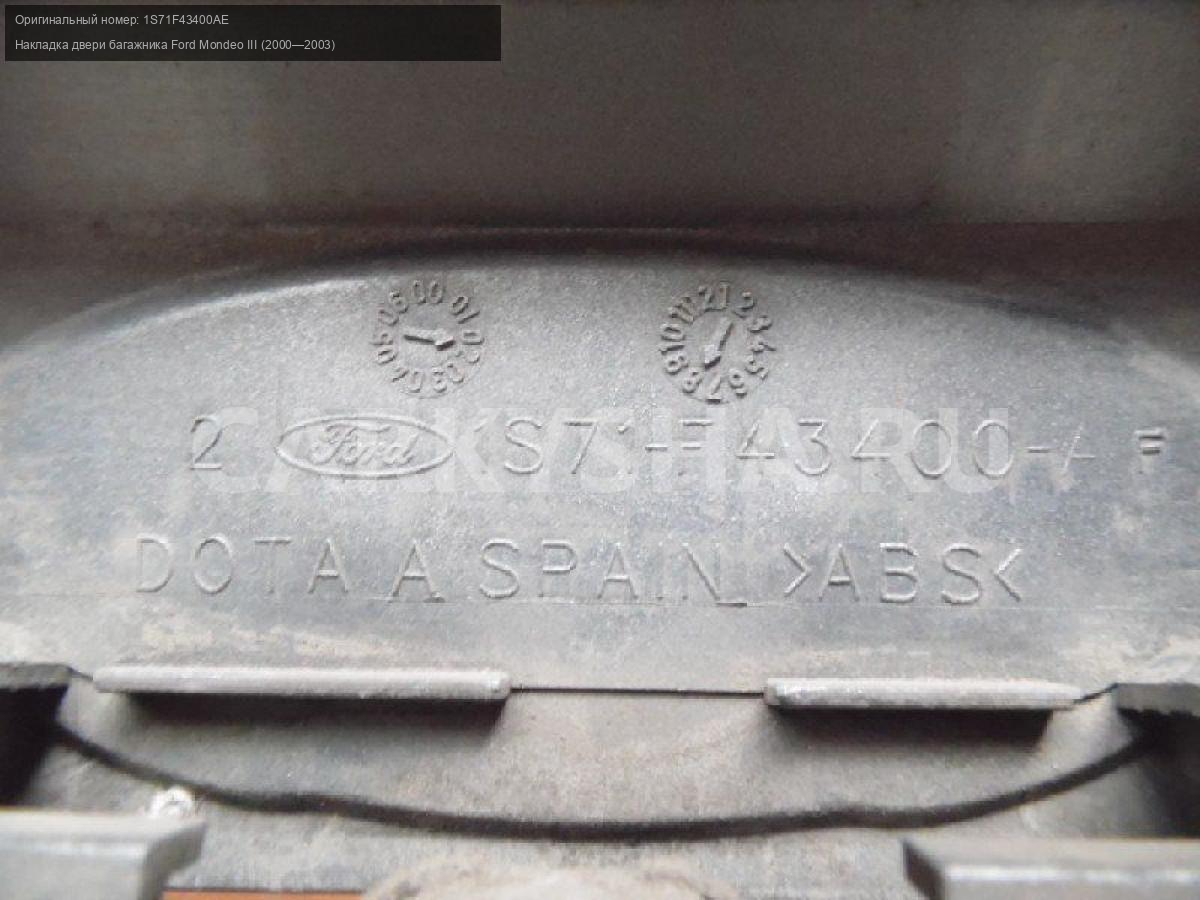 Оригинальный номер: 1S71F43400AE
Накладка двери багажника Ford Mondeo III (2000—2003)
2 Ford 1S71-F43400-A
DOTA A SPAIN >ABS<